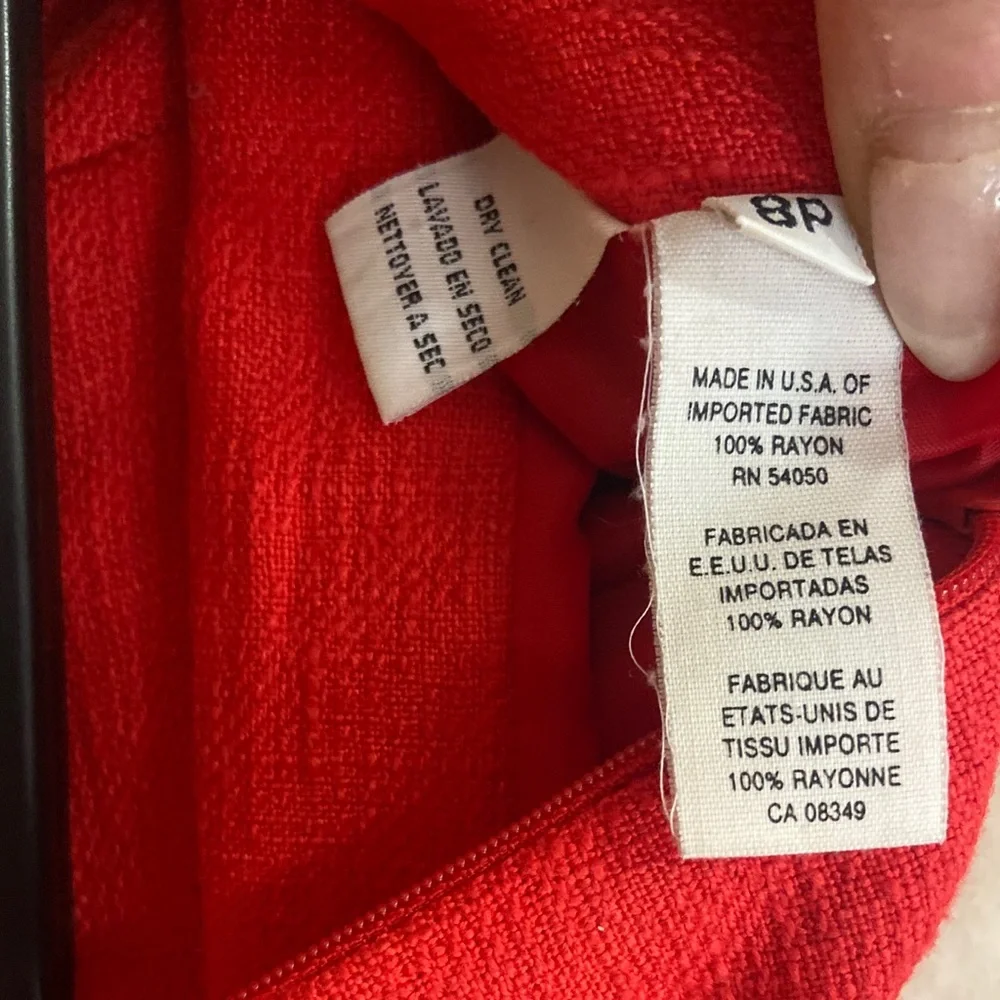 DRY CLEAN
LAVADO EN SECO
NETTOYER A SEC
8P
MADE IN U.S.A. OF
IMPORTED FABRIC
100% RAYON
RN 54050
FABRICADA EN
E.E.U.U. DE TELAS
IMPORTADAS
100% RAYON
FABRIQUE AU
ETATS-UNIS DE
TISSU IMPORTE
100% RAYONNE
CA 08349